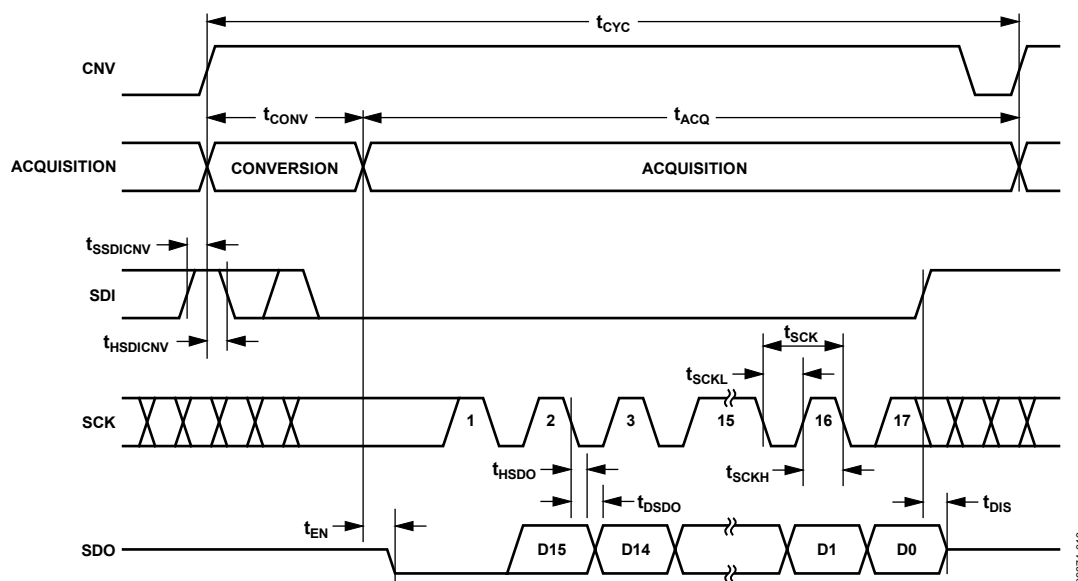 tCYC
CNV
tCONV
tACQ
ACQUISITION
CONVERSION
ACQUISITION
tSSDICNV
SDI
tHSDICNV
tSCK
tSCKL
SCK
1
2
3
15
16
17
tHSDO
tSCKH
tDSDO
tDIS
tEN
SDO
D15
D14
D1
D0